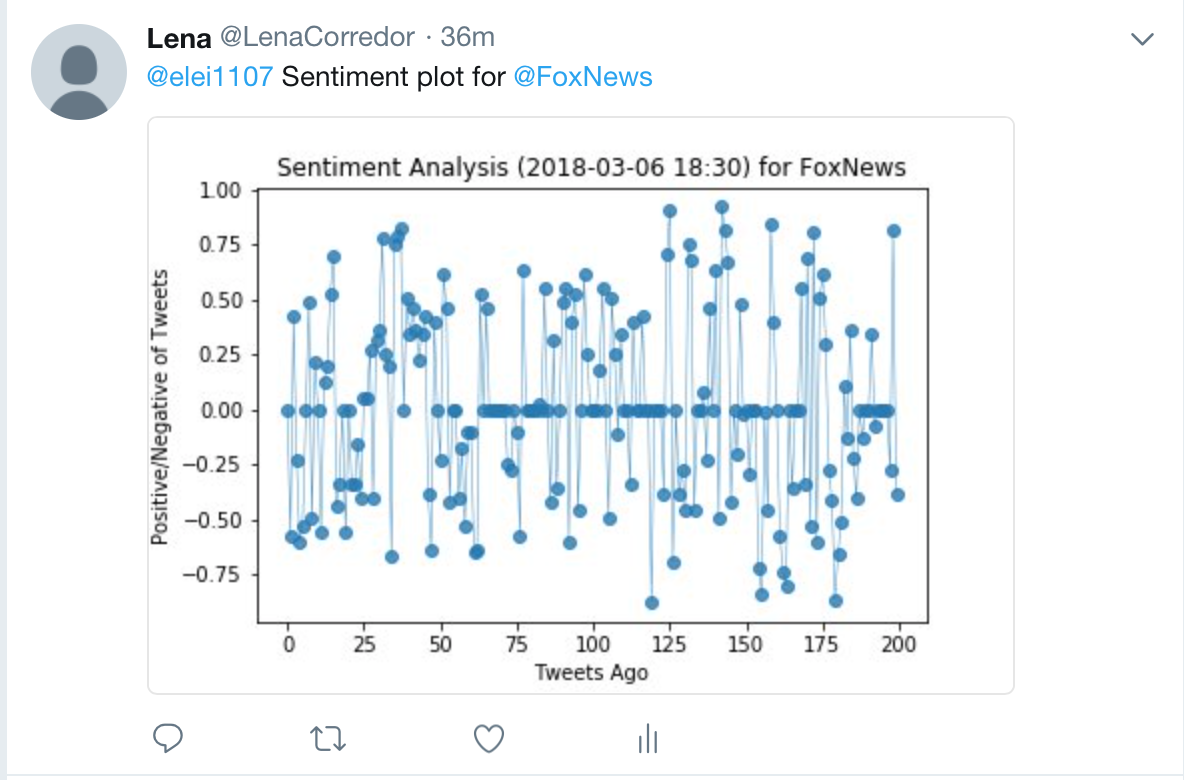 Lena @LenaCorredor · 36m
@elei1107 Sentiment plot for @FoxNews
Sentiment Analysis (2018-03-06 18:30) for FoxNews
Positive/Negative of Tweets
1.00
0.75
0.50
0.25
0.00
−0.25
−0.50
−0.75
0 25 50 75 100 125 150 175 200
Tweets Ago